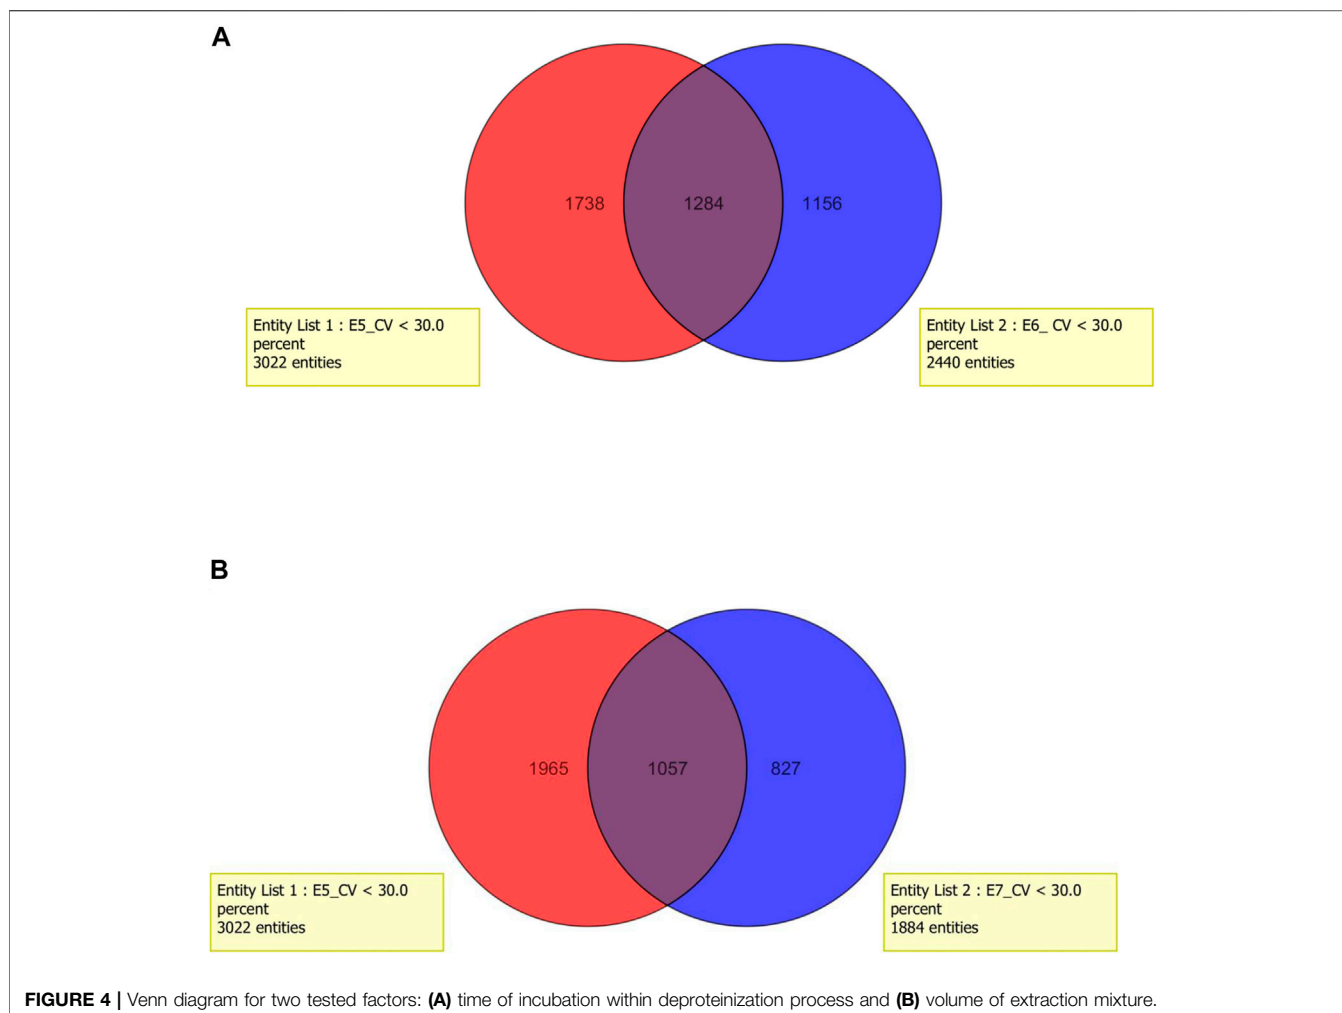 A
1738
1284
1156
Entity List 1 : E5_CV < 30.0
percent
3022 entities
Entity List 2 : E6_ CV < 30.0
percent
2440 entities
B
1965
1057
827
Entity List 1 : E5_CV < 30.0
percent
3022 entities
Entity List 2 : E7_CV < 30.0
percent
1884 entities
FIGURE 4 | Venn diagram for two tested factors: (A) time of incubation within deproteinization process and (B) volume of extraction mixture.